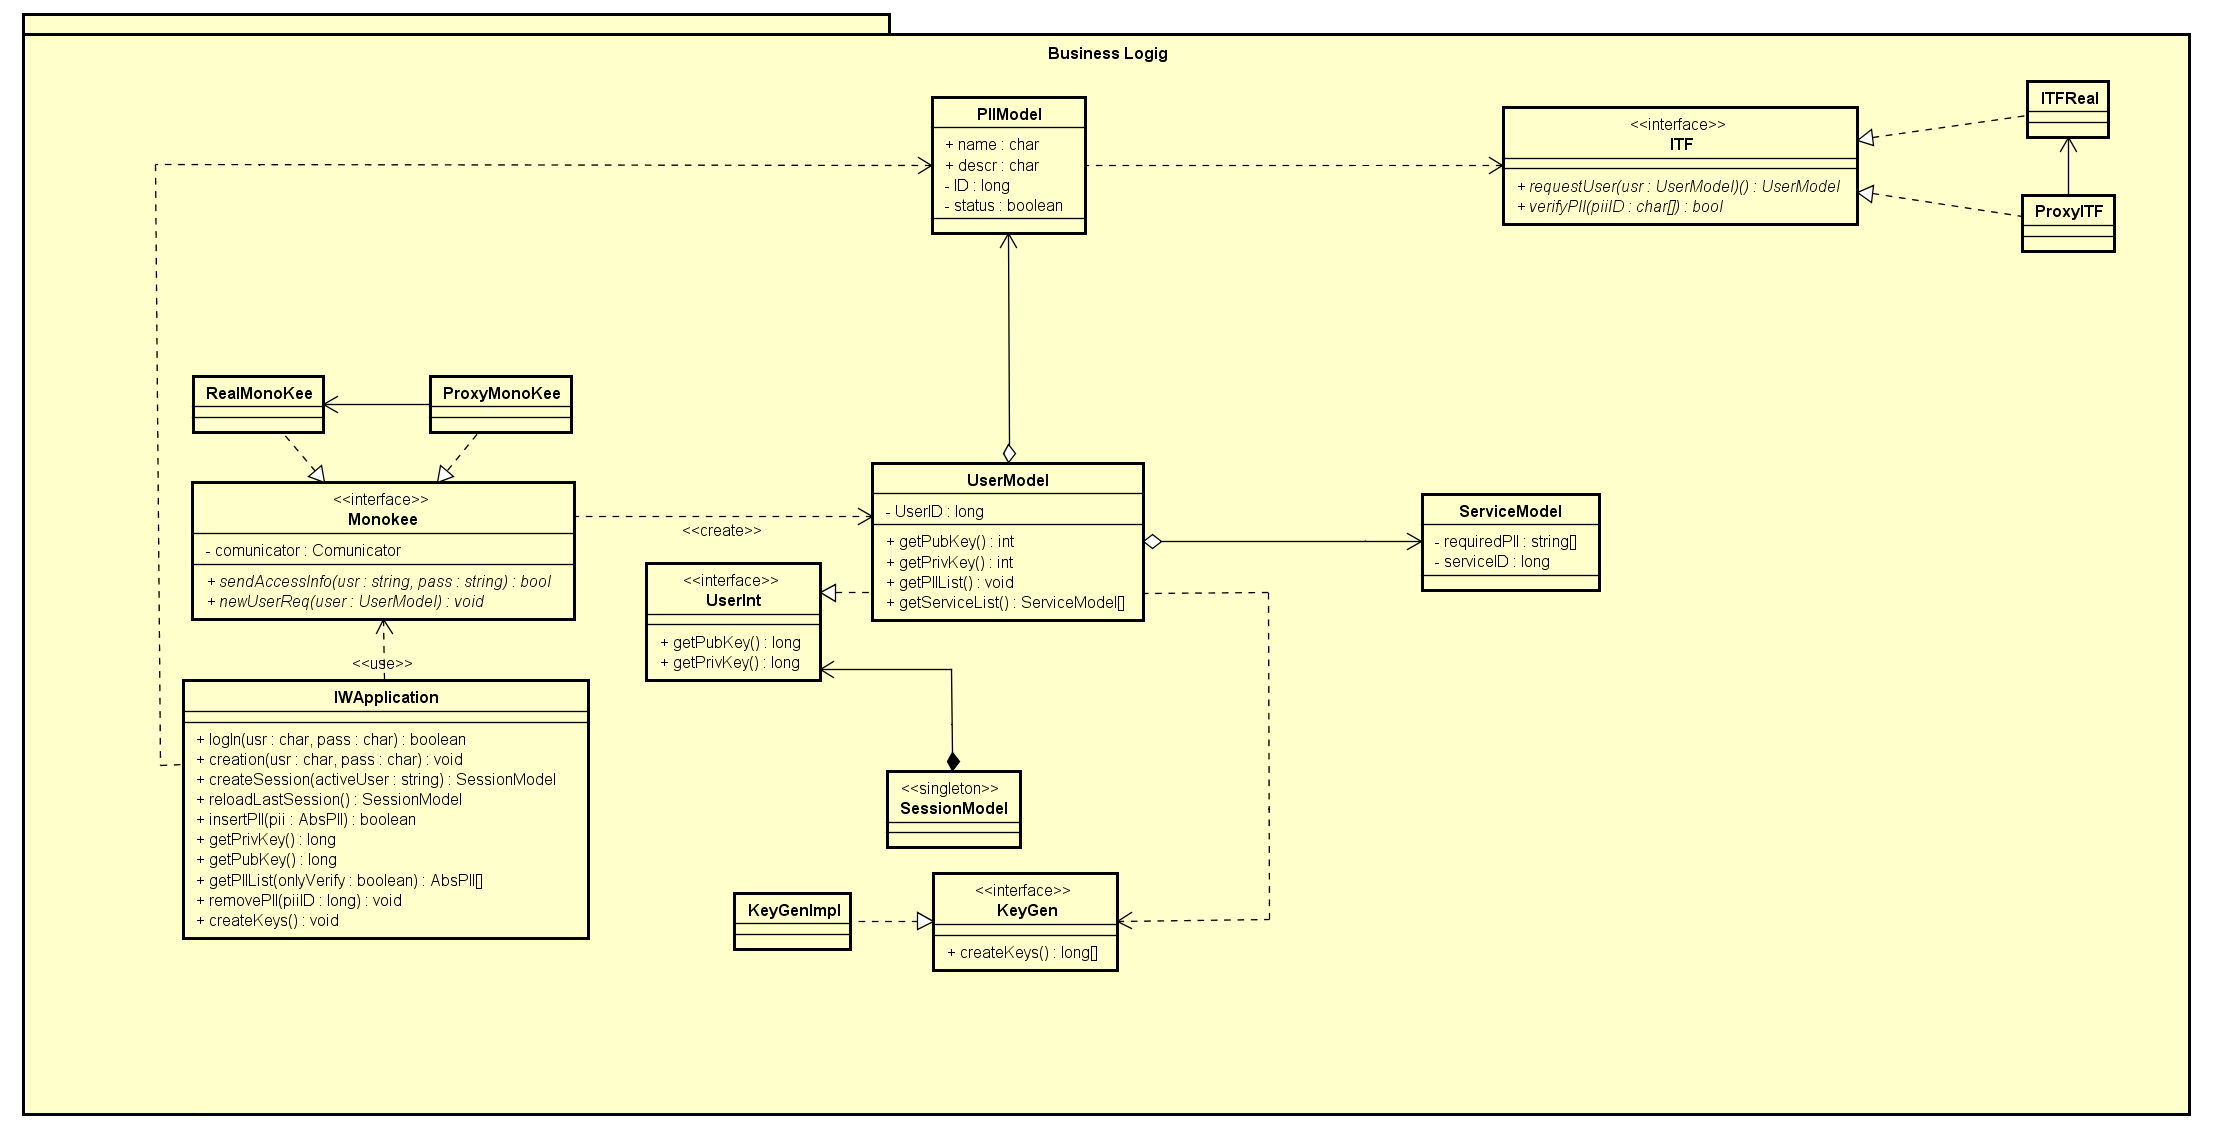 Business Logig
PIIModel
+ name : char
+ descr : char
- ID : long
- status : boolean
<<interface>>
ITF
+ requestUser(usr : UserModel)() : UserModel
+ verifyPII(piiID : char[]) : bool
ITFReal
ProxyITF
RealMonoKee
ProxyMonoKee
<<interface>>
Monokee
- comunicator : Comunicator
+ sendAccessInfo(usr : string, pass : string) : bool
+ newUserReq(user : UserModel) : void
<<create>>
UserModel
- UserID : long
+ getPubKey() : int
+ getPrivKey() : int
+ getPIIList() : void
+ getServiceList() : ServiceModel[]
ServiceModel
- requiredPII : string[]
- serviceID : long
<<interface>>
UserInt
+ getPubKey() : long
+ getPrivKey() : long
<<use>>
IWApplication
+ logIn(usr : char, pass : char) : boolean
+ creation(usr : char, pass : char) : void
+ createSession(activeUser : string) : SessionModel
+ reloadLastSession() : SessionModel
+ insertPII(pii : AbsPII) : boolean
+ getPrivKey() : long
+ getPubKey() : long
+ getPIIList(onlyVerify : boolean) : AbsPII[]
+ removePII(piiID : long) : void
+ createKeys() : void
<<singleton>>
SessionModel
KeyGenImpl
<<interface>>
KeyGen
+ createKeys() : long[]